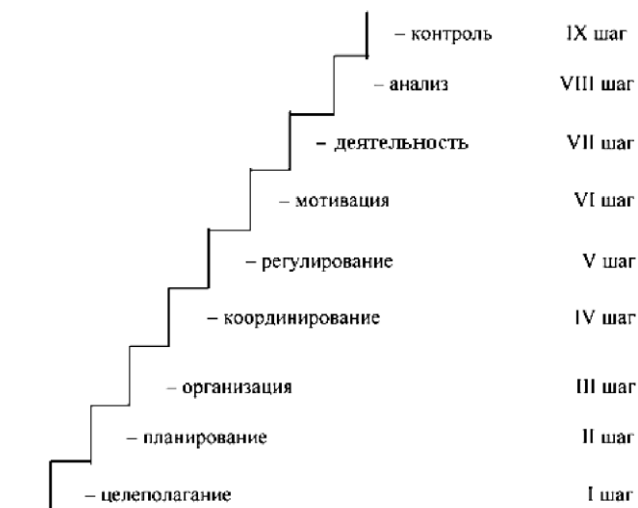 – контроль IX шаг
– анализ VIII шаг
– деятельность VII шаг
– мотивация VI шаг
– регулирование V шаг
– координирование IV шаг
– организация III шаг
– планирование II шаг
– целеполагание I шаг